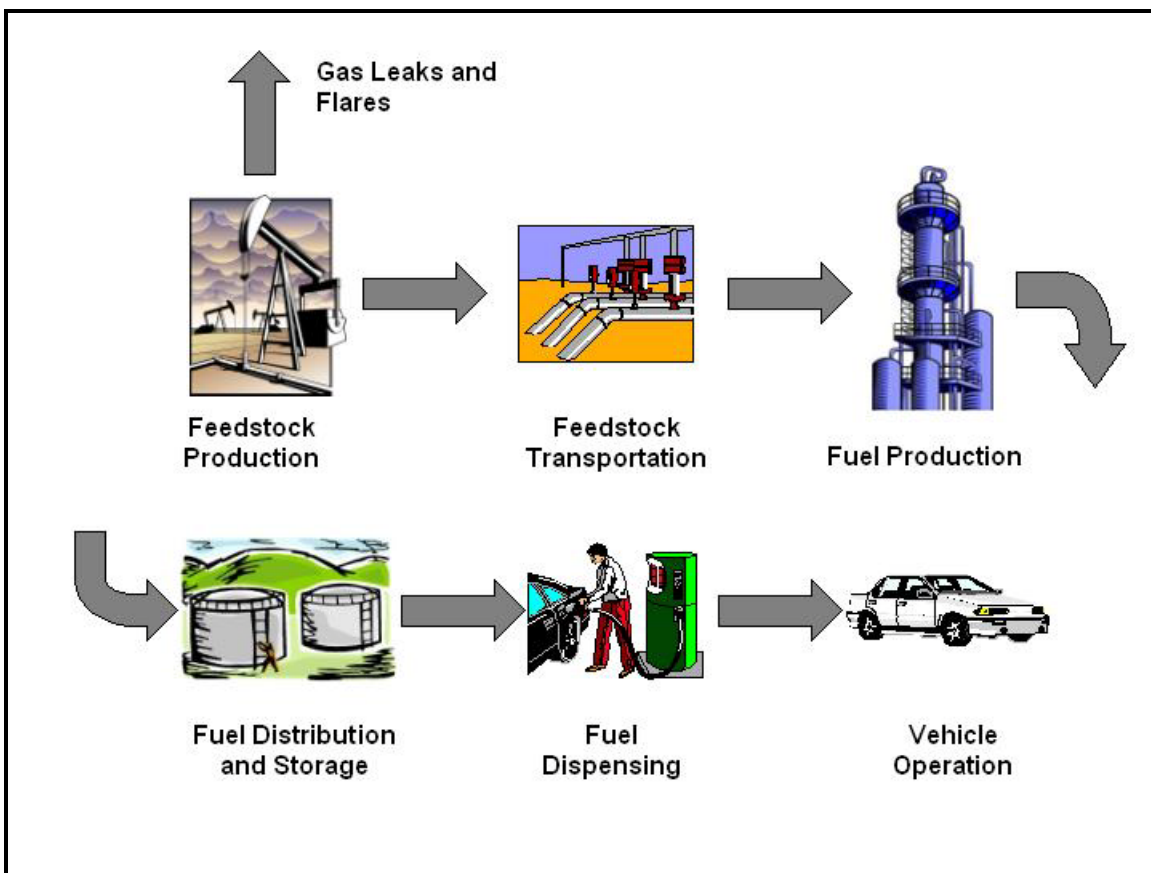 Gas Leaks and
Flares
Feedstock
Production
Feedstock
Transportation
Fuel Production
Fuel Distribution
and Storage
Fuel
Dispensing
Vehicle
Operation